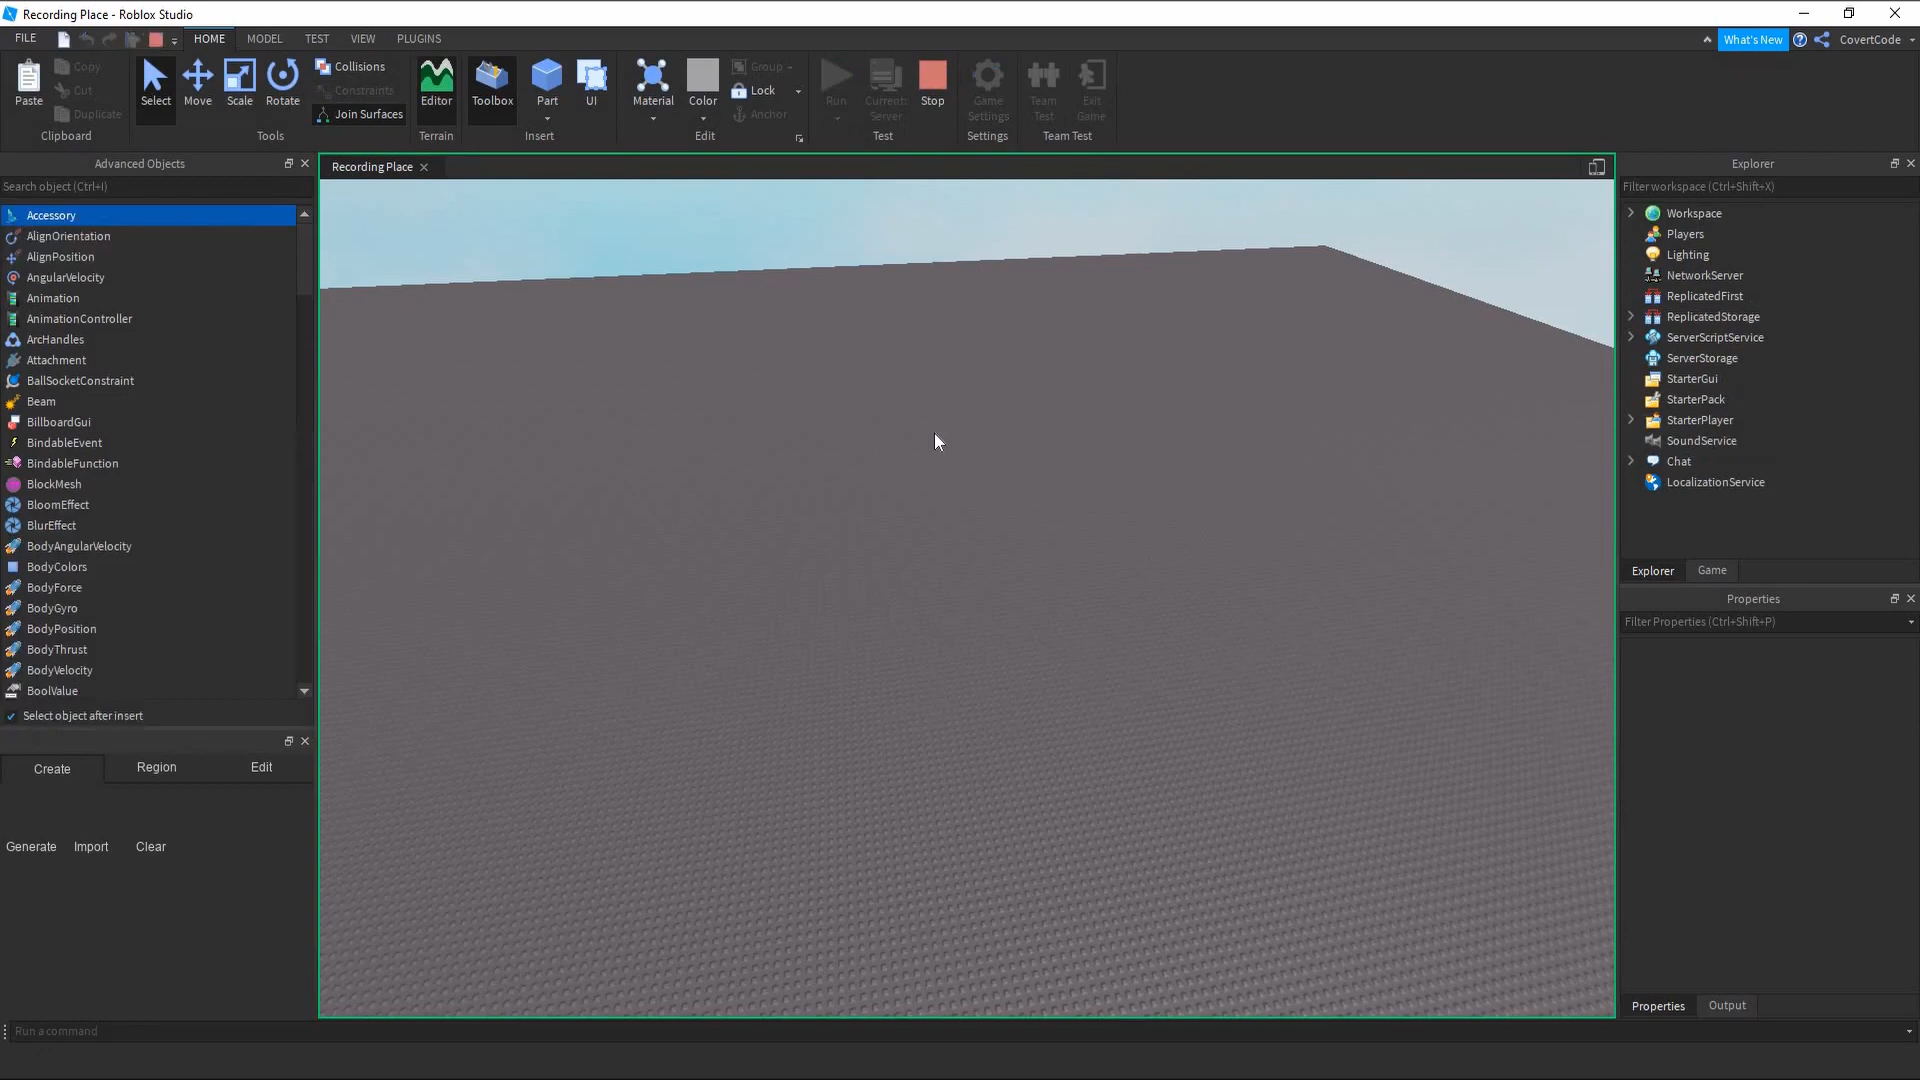 Recording Place - Roblox Studio
FILE HOME MODEL TEST VIEW PLUGINS What's New CovertCode
Paste Copy Cut Duplicate Select Move Scale Rotate Collisions Constraints Join Surfaces Editor Toolbox Part UI Material Color Group Lock Anchor Run Current: Server Stop Game Settings Team Test Exit Game
Clipboard Tools Terrain Insert Edit Test Settings Team Test
Advanced Objects
Search object (Ctrl+I)
Accessory
AlignOrientation
AlignPosition
AngularVelocity
Animation
AnimationController
ArcHandles
Attachment
BallSocketConstraint
Beam
BillboardGui
BindableEvent
BindableFunction
BlockMesh
BloomEffect
BlurEffect
BodyAngularVelocity
BodyColors
BodyForce
BodyGyro
BodyPosition
BodyThrust
BodyVelocity
BoolValue
Select object after insert
Create Region Edit
Generate Import Clear
Recording Place
Explorer
Filter workspace (Ctrl+Shift+X)
Workspace
Players
Lighting
NetworkServer
ReplicatedFirst
ReplicatedStorage
ServerScriptService
ServerStorage
StarterGui
StarterPack
StarterPlayer
SoundService
Chat
LocalizationService
Explorer Game
Properties
Filter Properties (Ctrl+Shift+P)
Properties Output
Run a command